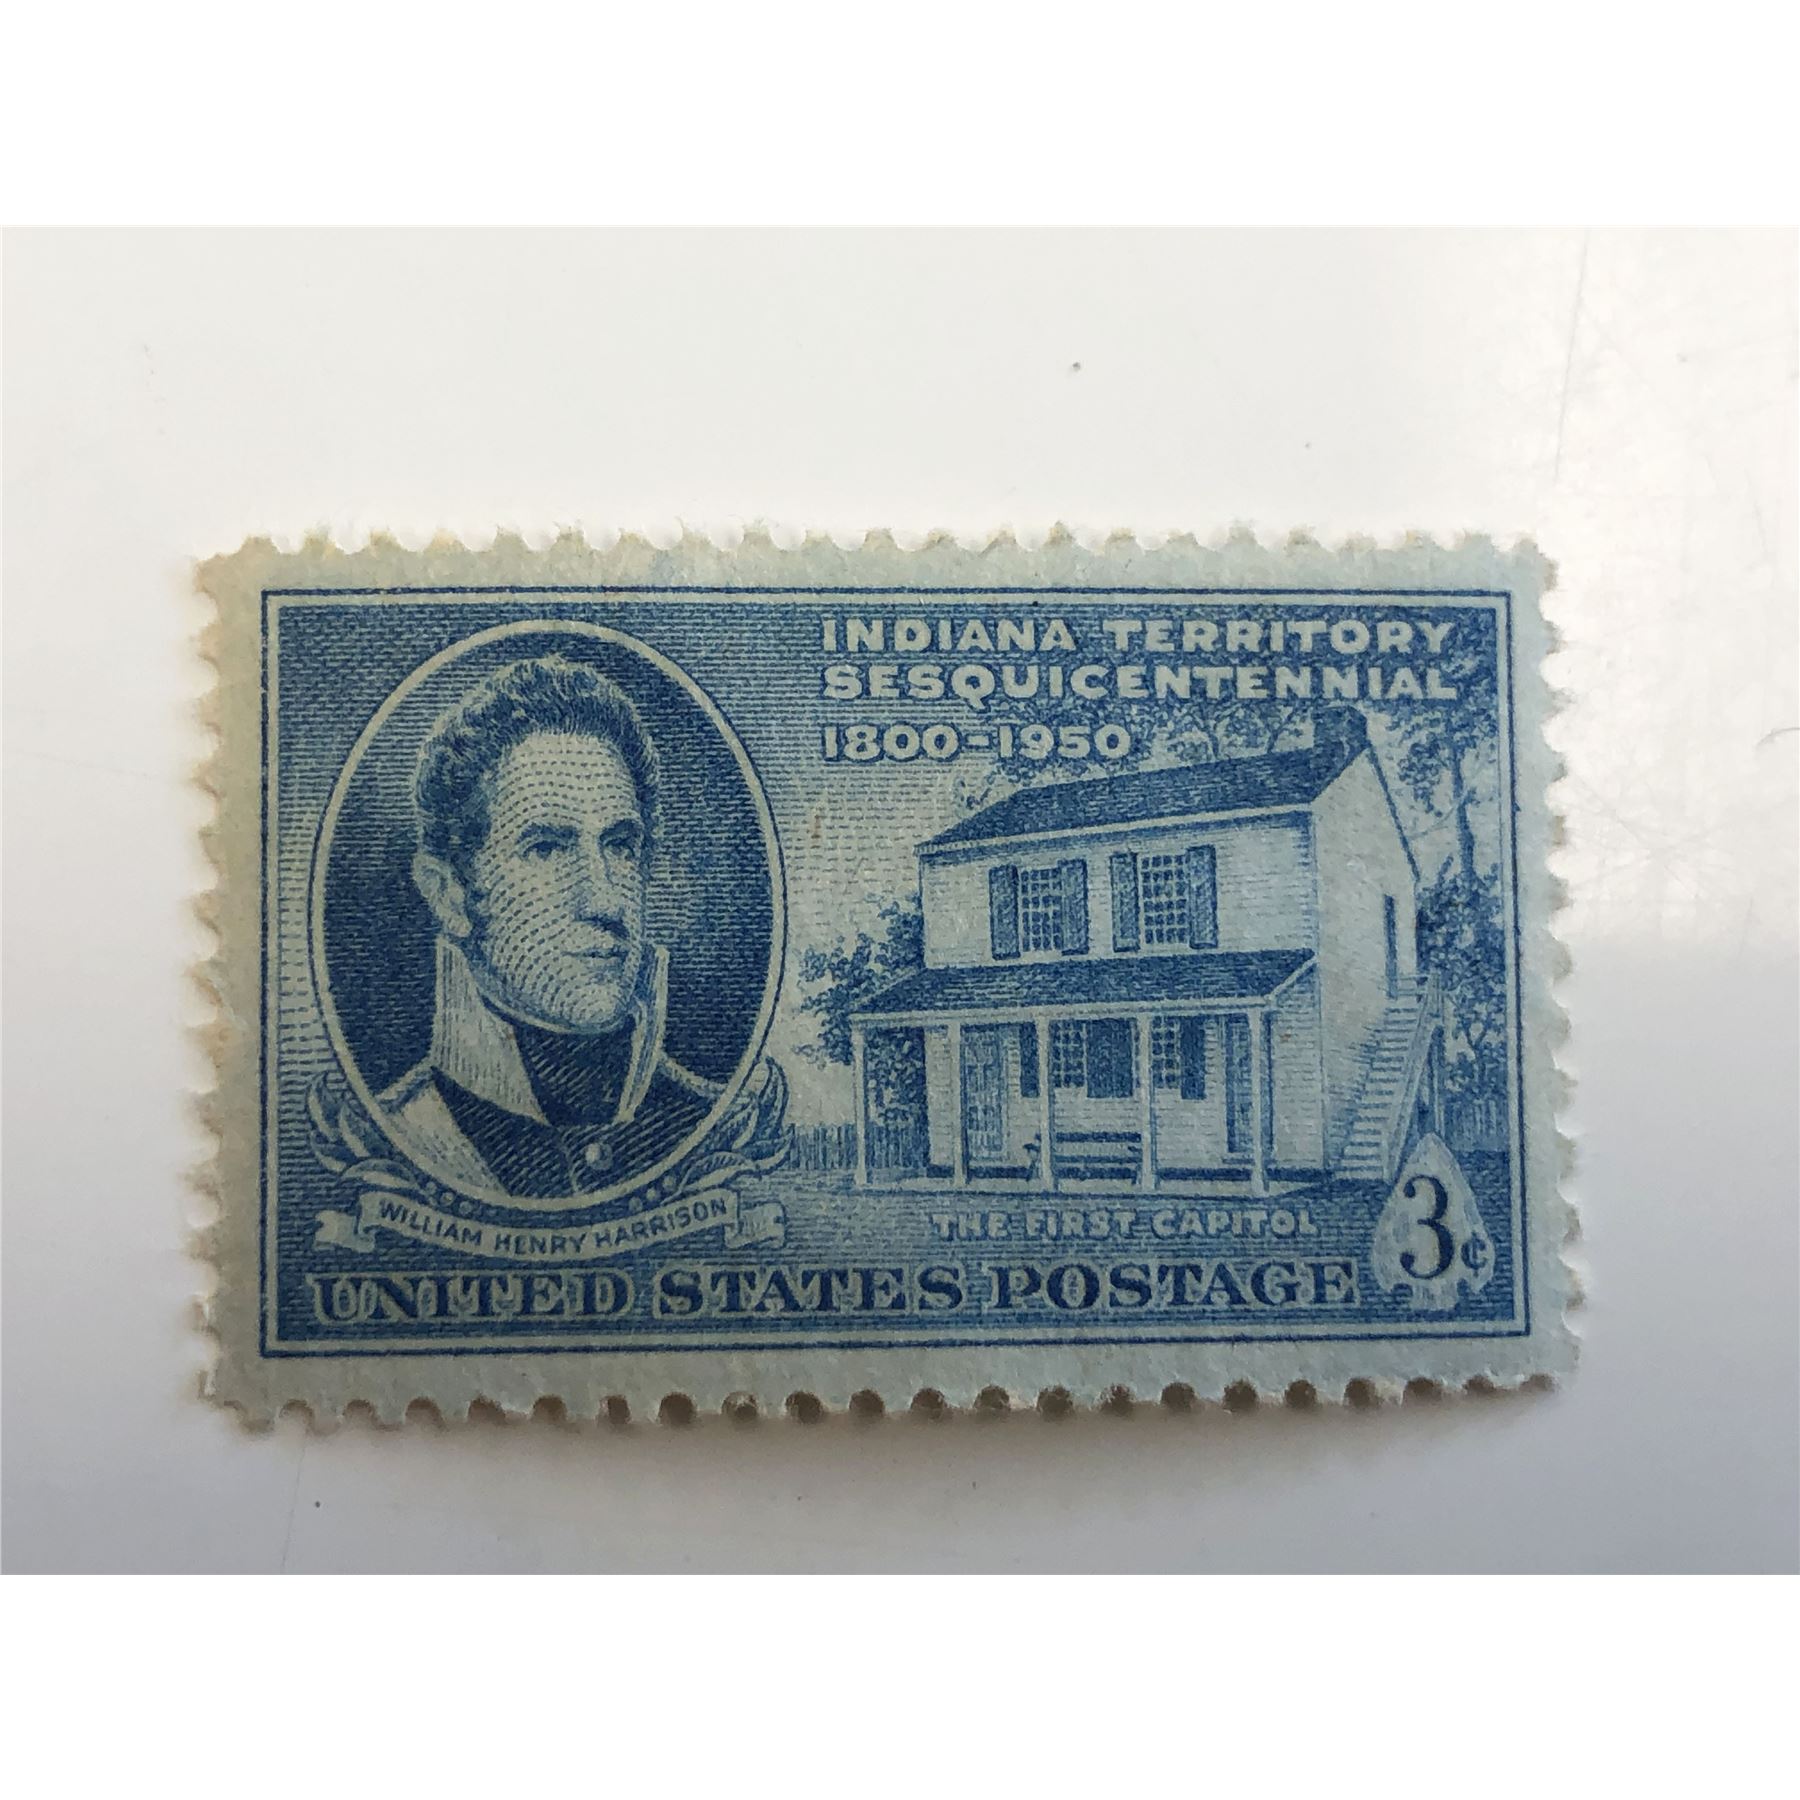 INDIANA TERRITORY
SESQUICENTENNIAL
1800-1950
WILLIAM HENRY HARRISON
THE FIRST CAPITOL
UNITED STATES POSTAGE
3¢